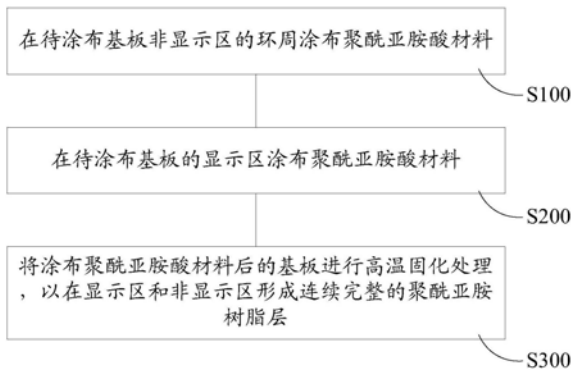 在待涂布基板非显示区的环周涂布聚酰亚胺酸材料
S100
在待涂布基板的显示区涂布聚酰亚胺酸材料
S200
将涂布聚酰亚胺酸材料后的基板进行高温固化处理
，以在显示区和非显示区形成连续完整的聚酰亚胺
树脂层
S300